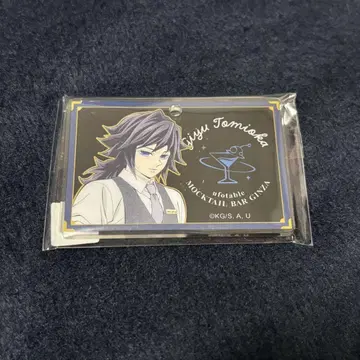 Giyu Tomioka
ufotable
MOCKTAIL BAR GINZA
©KG/S, A, U